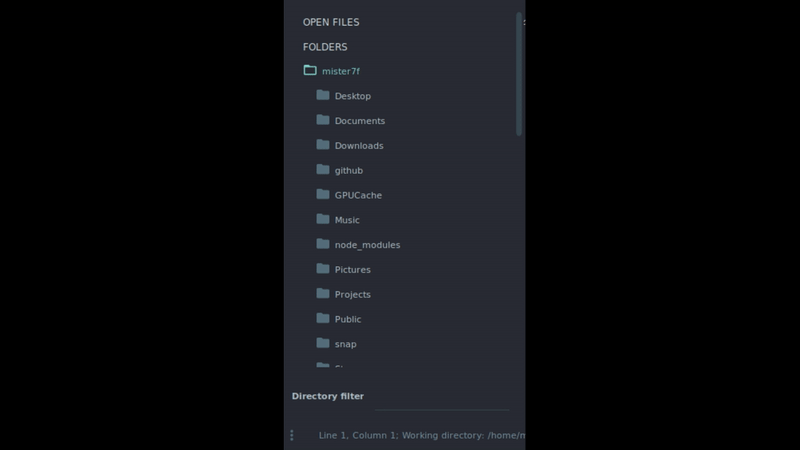 OPEN FILES
FOLDERS
mister7f
Desktop
Documents
Downloads
github
GPUCache
Music
node_modules
Pictures
Projects
Public
snap
Directory filter
Line 1, Column 1; Working directory: /home/m